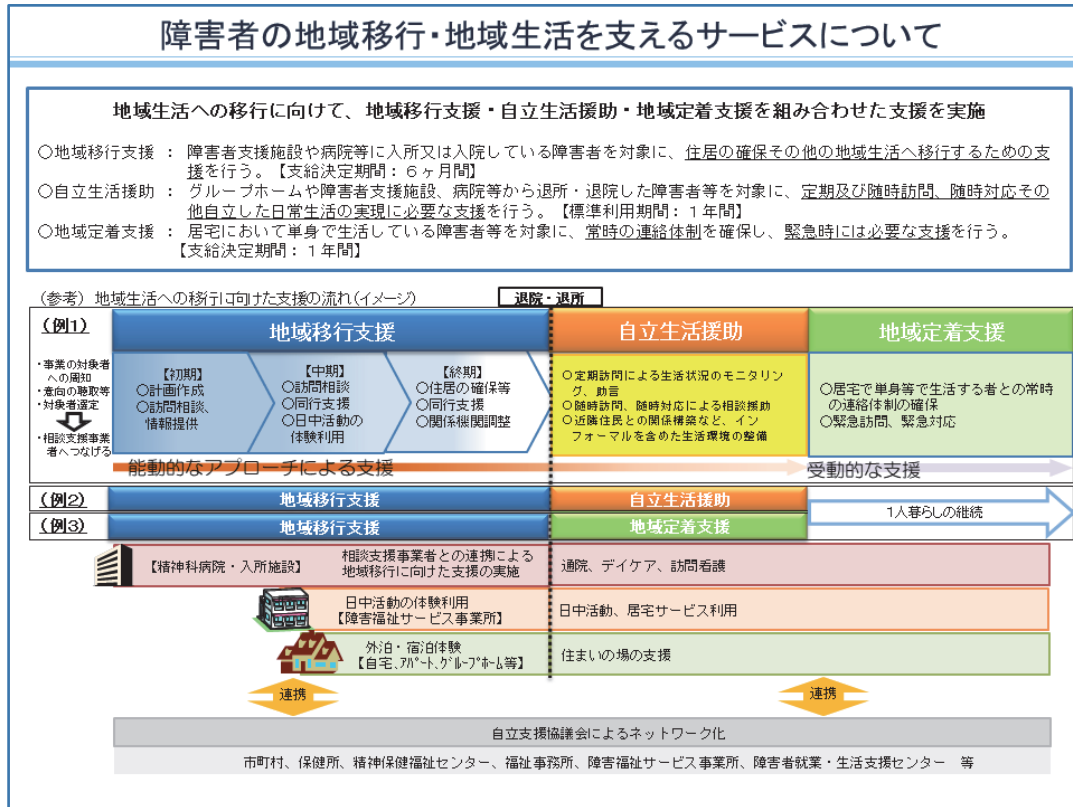 障害者の地域移行・地域生活を支えるサービスについて
地域生活への移行に向けて、地域移行支援・自立生活援助・地域定着支援を組み合わせた支援を実施
○地域移行支援 : 障害者支援施設や病院等に入所又は入院している障害者を対象に、住居の確保その他の地域生活へ移行するための支
援を行う。【支給決定期間：6ヶ月間】
○自立生活援助 : グループホームや障害者支援施設、病院等から退所・退院した障害者等を対象に、定期及び随時訪問、随時対応その
他自立した日常生活の実現に必要な支援を行う。【標準利用期間：1年間】
○地域定着支援 : 居宅において単身で生活している障害者等を対象に、常時の連絡体制を確保し、緊急時には必要な支援を行う。
【支給決定期間：1年間】
（参考）地域生活への移行に向けた支援の流れ(イメージ)
退院・退所
（例1）
地域移行支援
自立生活援助
地域定着支援
・事業の対象者
への周知
・意向の聴取等
・対象者選定
・相談支援事業
者へつなげる
【初期】
○計画作成
○訪問相談、
情報提供
【中期】
○訪問相談
○同行支援
○日中活動の
体験利用
【終期】
○住居の確保等
○同行支援
○関係機関調整
○定期訪問による生活状況のモニタリン
グ、助言
○随時訪問、随時対応による相談援助
○近隣住民との関係構築など、イン
フォーマルを含めた生活環境の整備
○居宅で単身等で生活する者との常時
の連絡体制の確保
○緊急訪問、緊急対応
能動的なアプローチによる支援
受動的な支援
（例2）
地域移行支援
自立生活援助
1人暮らしの継続
（例3）
地域移行支援
地域定着支援
【精神科病院・入所施設】
相談支援事業者との連携による
地域移行に向けた支援の実施
通院、デイケア、訪問看護
日中活動の体験利用
【障害福祉サービス事業所】
日中活動、居宅サービス利用
外泊・宿泊体験
【自宅、ｱﾊﾟｰﾄ、ｸﾞﾙｰﾌﾟﾎｰﾑ等】
住まいの場の支援
連携
連携
自立支援協議会によるネットワーク化
市町村、保健所、精神保健福祉センター、福祉事務所、障害福祉サービス事業所、障害者就業・生活支援センター 等